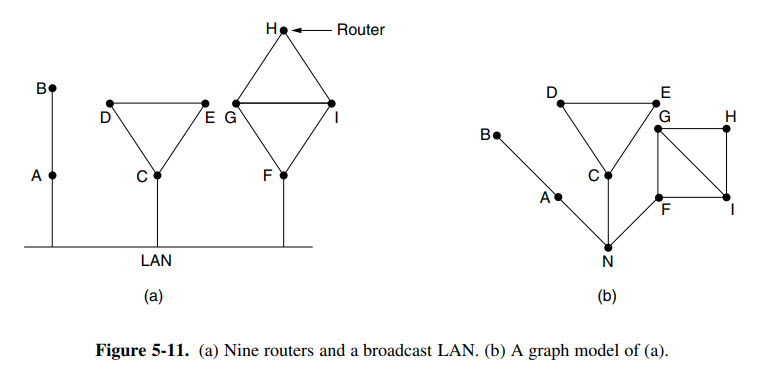 H Router
B
D E G I
A C F
LAN
(a)
D E
G H
B
C
A
F I
N
(b)
Figure 5-11. (a) Nine routers and a broadcast LAN. (b) A graph model of (a).